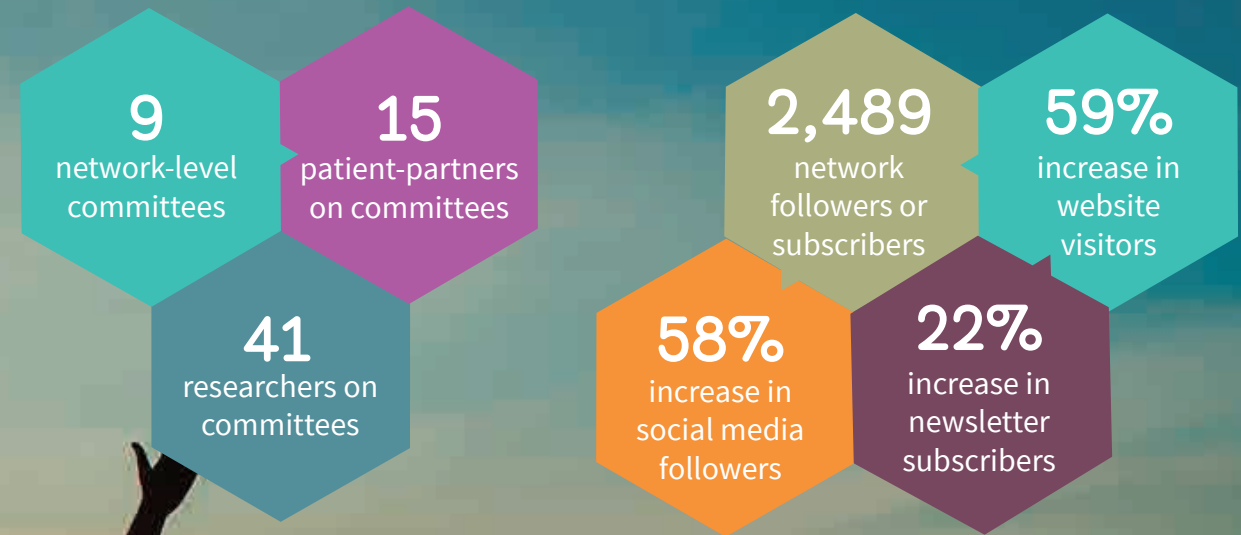 9
network-level
committees
15
patient-partners
on committees
41
researchers on
committees
2,489
network
followers or
subscribers
59%
increase in
website
visitors
58%
increase in
social media
followers
22%
increase in
newsletter
subscribers